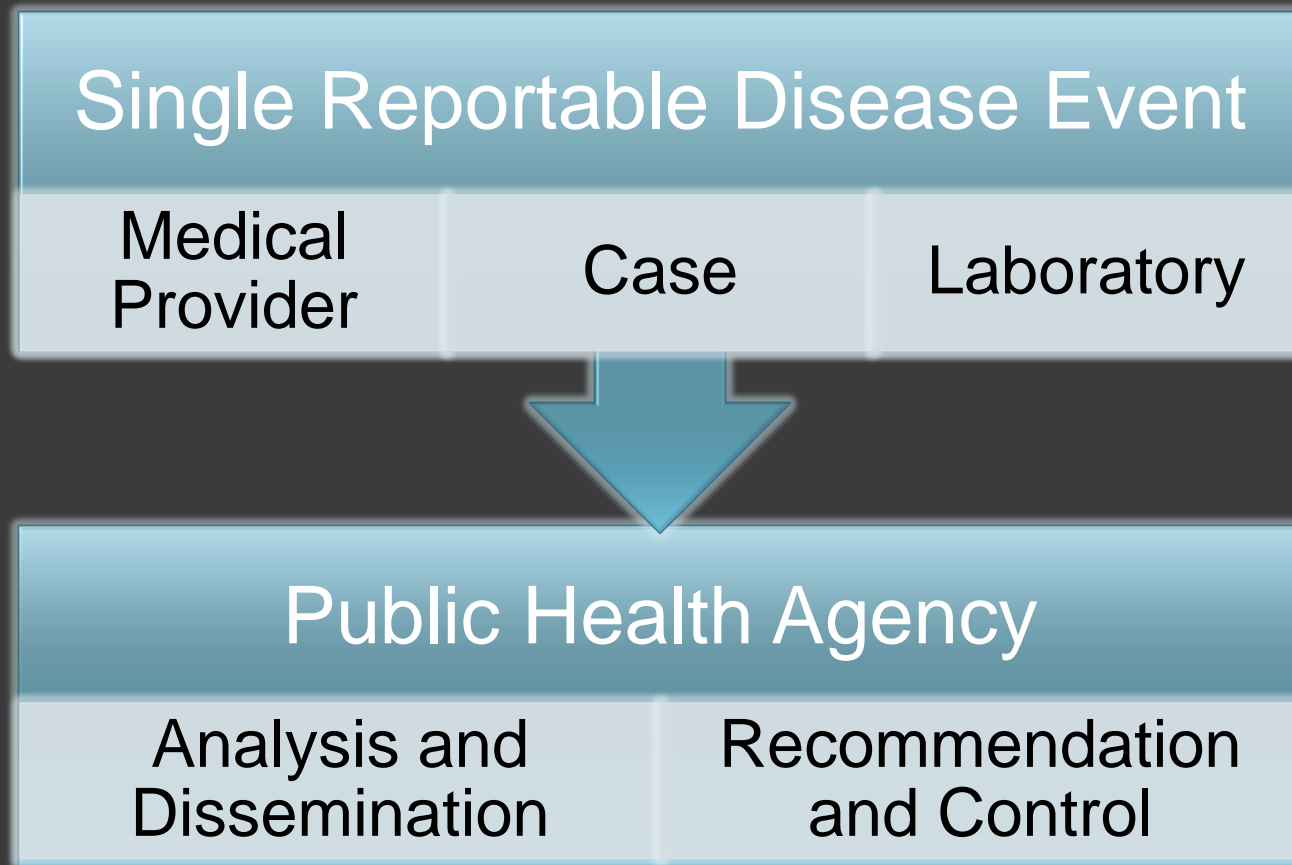 Single Reportable Disease Event
Medical
Provider
Case
Laboratory
Public Health Agency
Analysis and
Dissemination
Recommendation
and Control